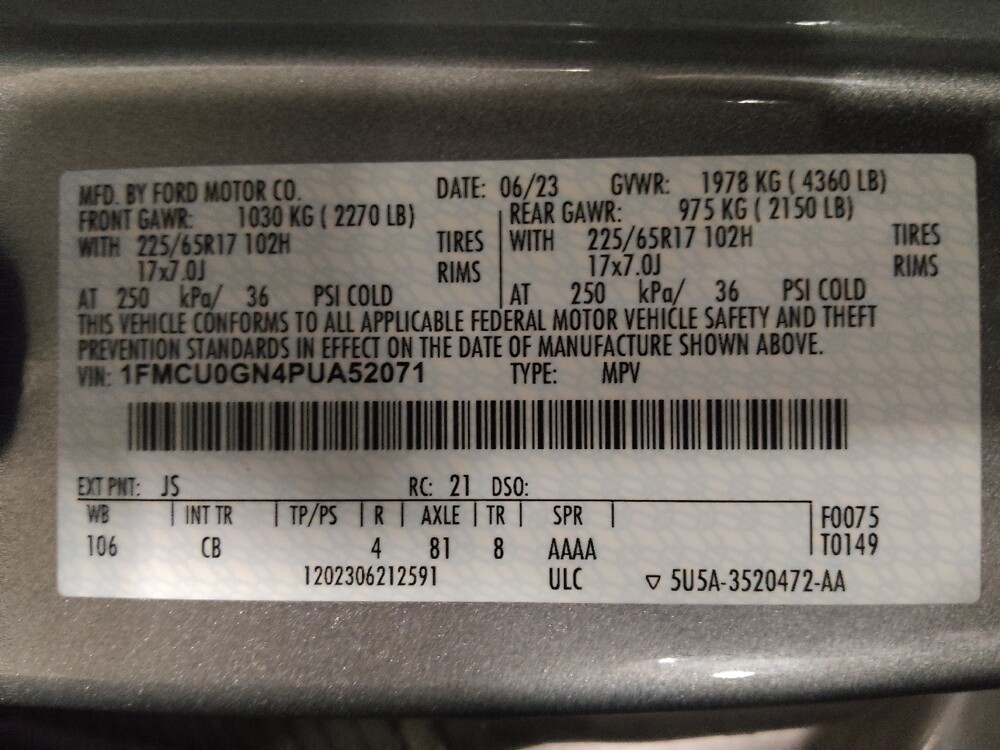 MFD. BY FORD MOTOR CO. DATE: 06/23 GVWR: 1978 KG ( 4360 LB)
FRONT GAWR: 1030 KG ( 2270 LB) REAR GAWR: 975 KG ( 2150 LB)
WITH 225/65R17 102H TIRES WITH 225/65R17 102H TIRES
17x7.0J RIMS 17x7.0J RIMS
AT 250 kPa/ 36 PSI COLD AT 250 kPa/ 36 PSI COLD
THIS VEHICLE CONFORMS TO ALL APPLICABLE FEDERAL MOTOR VEHICLE SAFETY AND THEFT
PREVENTION STANDARDS IN EFFECT ON THE DATE OF MANUFACTURE SHOWN ABOVE.
VIN: 1FMCU0GN4PUA52071 TYPE: MPV
EXT PNT: JS RC: 21 DSO:
WB INT TR TP/PS R AXLE TR SPR F0075
106 CB 4 81 8 AAAA T0149
1202306212591 ULC ▽ 5U5A-3520472-AA